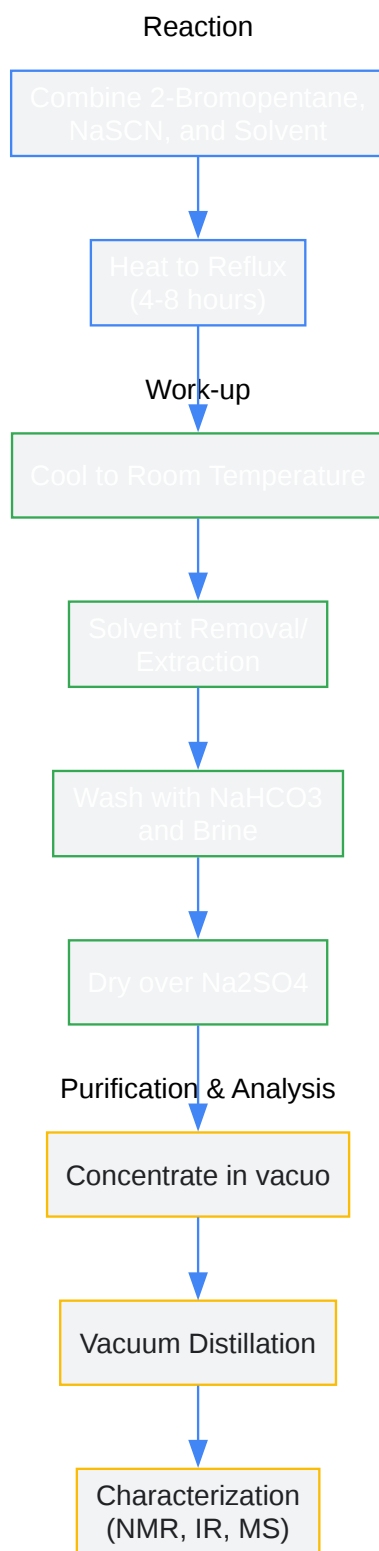 Reaction
Combine 2-Bromopentane,
NaSCN, and Solvent
Heat to Reflux
(4-8 hours)
Work-up
Cool to Room Temperature
Solvent Removal/
Extraction
Wash with NaHCO3
and Brine
Dry over Na2SO4
Purification & Analysis
Concentrate in vacuo
Vacuum Distillation
Characterization
(NMR, IR, MS)